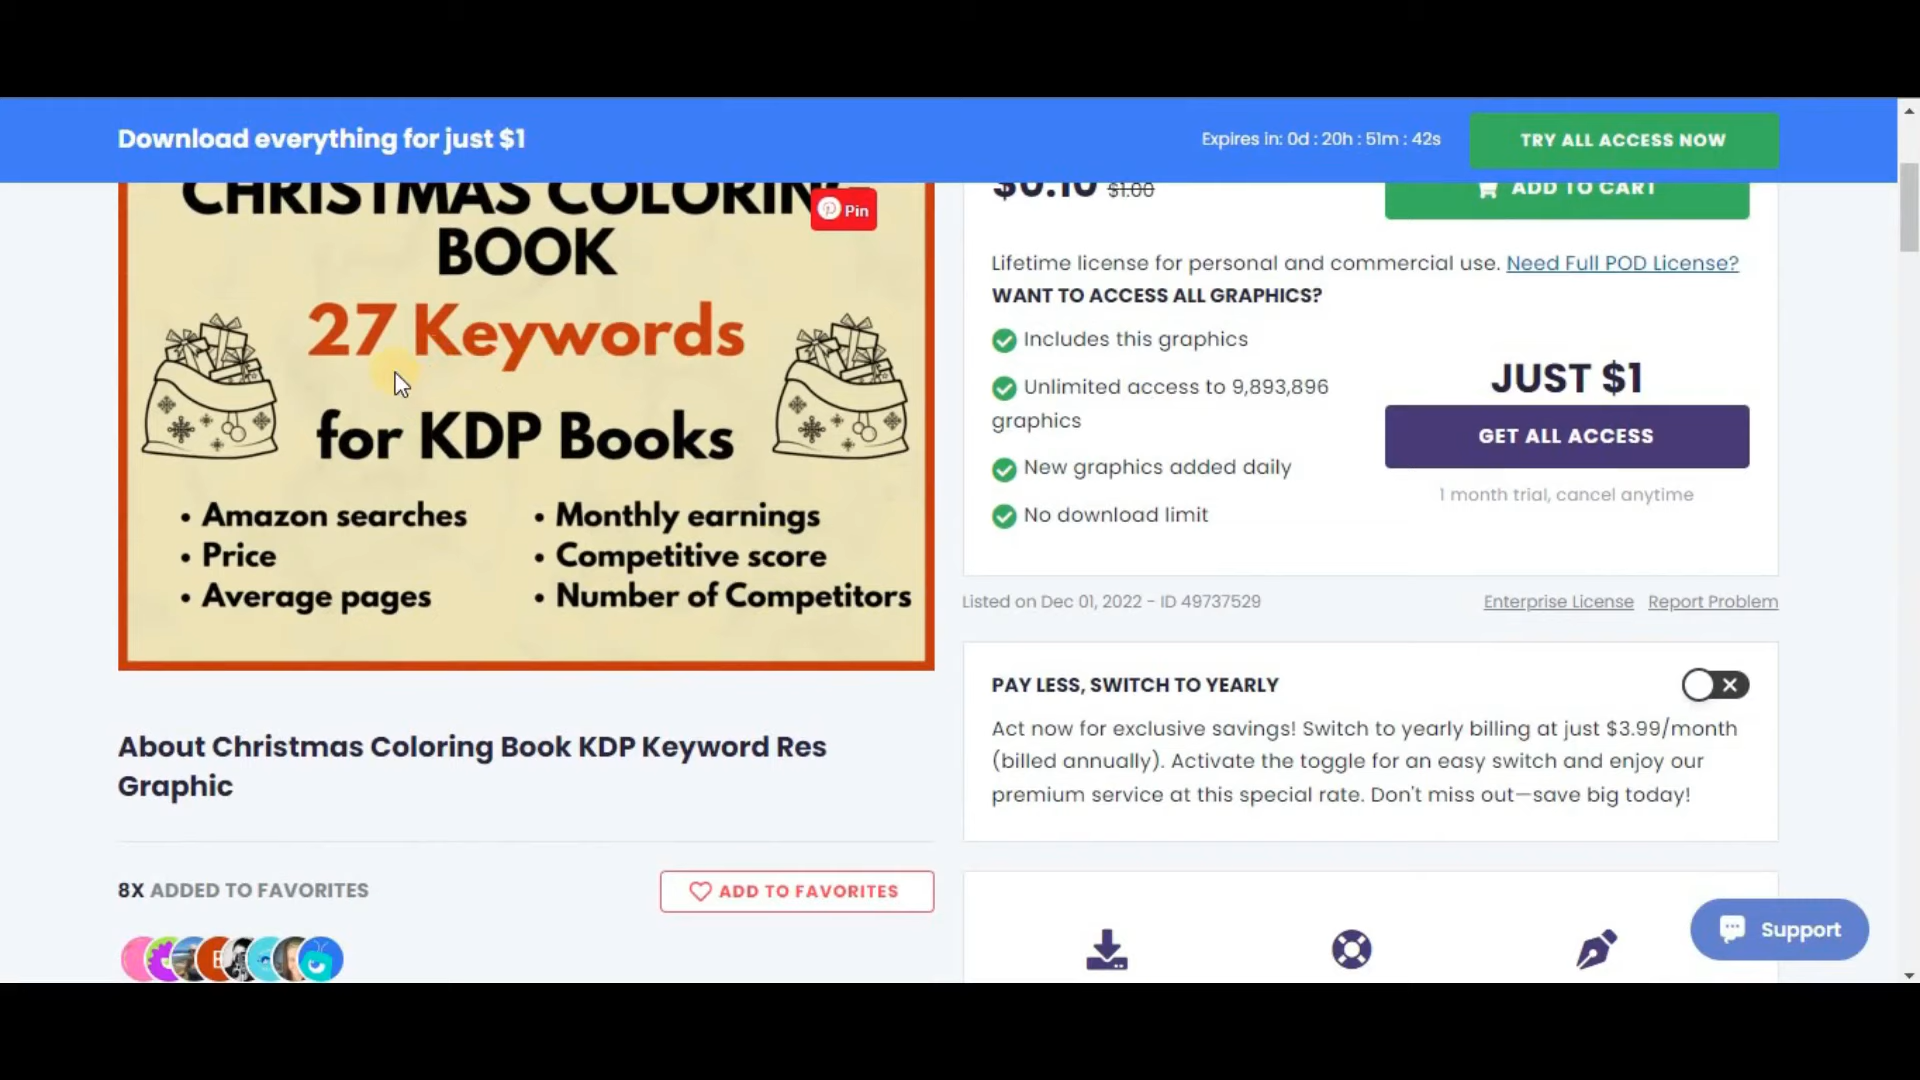 Download everything for just $1
Expires in: 0d : 20h : 51m : 42s
TRY ALL ACCESS NOW
CHRISTMAS COLORING
BOOK
Pin
27 Keywords
for KDP Books
• Amazon searches
• Price
• Average pages
• Monthly earnings
• Competitive score
• Number of Competitors
$0.10 $1.00
ADD TO CART
Lifetime license for personal and commercial use. Need Full POD License?
WANT TO ACCESS ALL GRAPHICS?
Includes this graphics
Unlimited access to 9,893,896
graphics
New graphics added daily
No download limit
JUST $1
GET ALL ACCESS
1 month trial, cancel anytime
Listed on Dec 01, 2022 - ID 49737529
Enterprise License
Report Problem
PAY LESS, SWITCH TO YEARLY
Act now for exclusive savings! Switch to yearly billing at just $3.99/month
(billed annually). Activate the toggle for an easy switch and enjoy our
premium service at this special rate. Don't miss out—save big today!
About Christmas Coloring Book KDP Keyword Res
Graphic
8X ADDED TO FAVORITES
ADD TO FAVORITES
Support